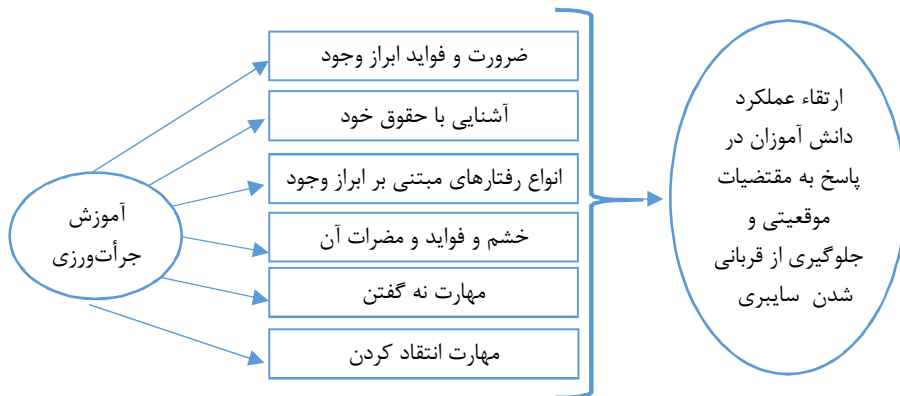 آموزش
جرأت‌ورزی
ضرورت و فواید ابراز وجود
آشنایی با حقوق خود
انواع رفتارهای مبتنی بر ابراز وجود
خشم و فواید و مضرات آن
مهارت نه گفتن
مهارت انتقاد کردن
ارتقاء عملکرد
دانش آموزان در
پاسخ به مقتضیات
موقعیتی و
جلوگیری از قربانی
شدن سایبری